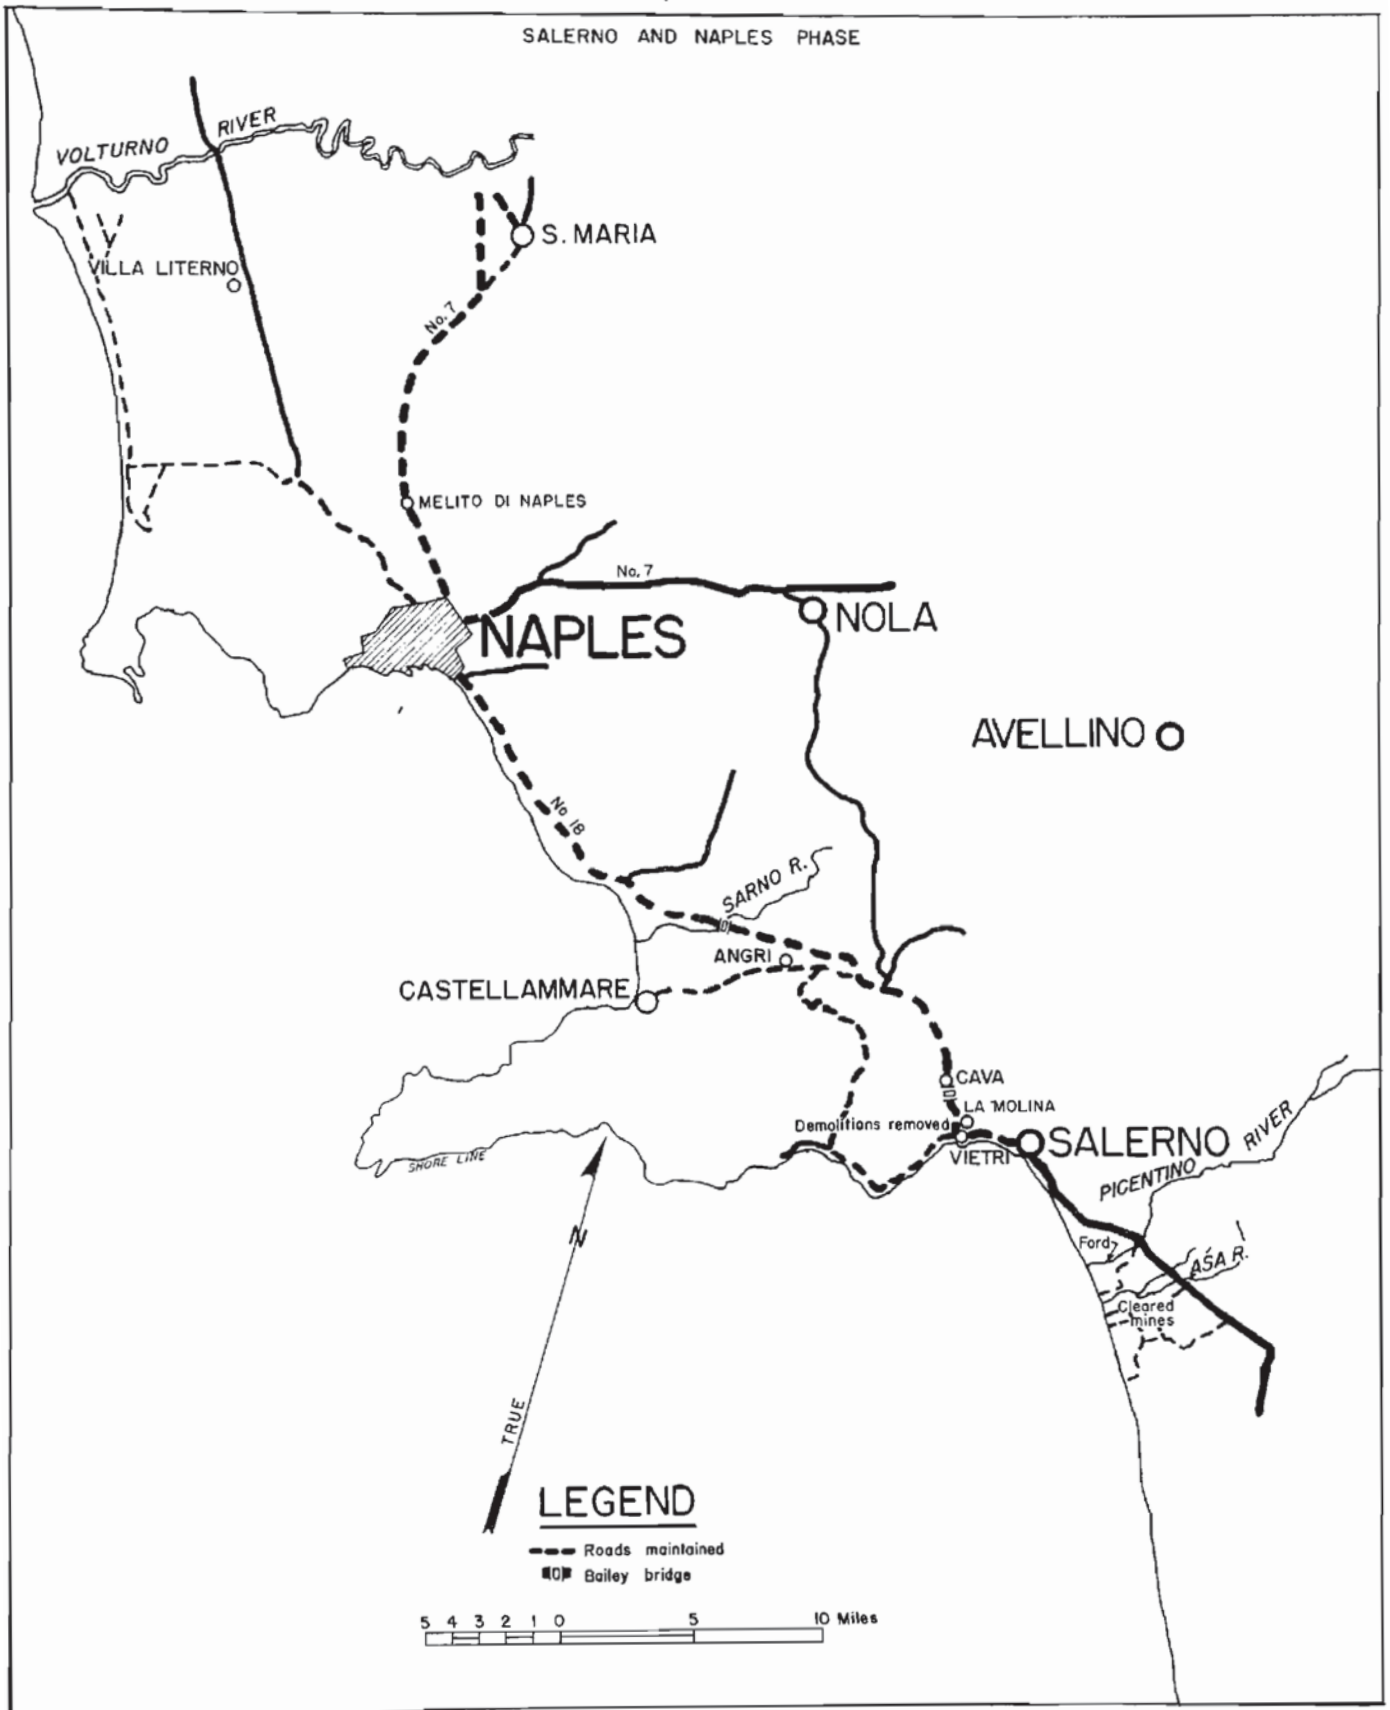 SALERNO AND NAPLES PHASE
VOLTURNO RIVER
S. MARIA
VILLA LITERNO
No. 7
MELITO DI NAPLES
No. 7
NAPLES
NOLA
AVELLINO
No 18
SARNO R.
ANGRI
CASTELLAMMARE
CAVA
LA MOLINA
Demolitions removed
VIETRI
SALERNO
PICENTINO RIVER
SHORE LINE
N
TRUE
Ford
ASA R.
Cleared
mines
LEGEND
Roads maintained
Bailey bridge
5 4 3 2 1 0 5 10 Miles